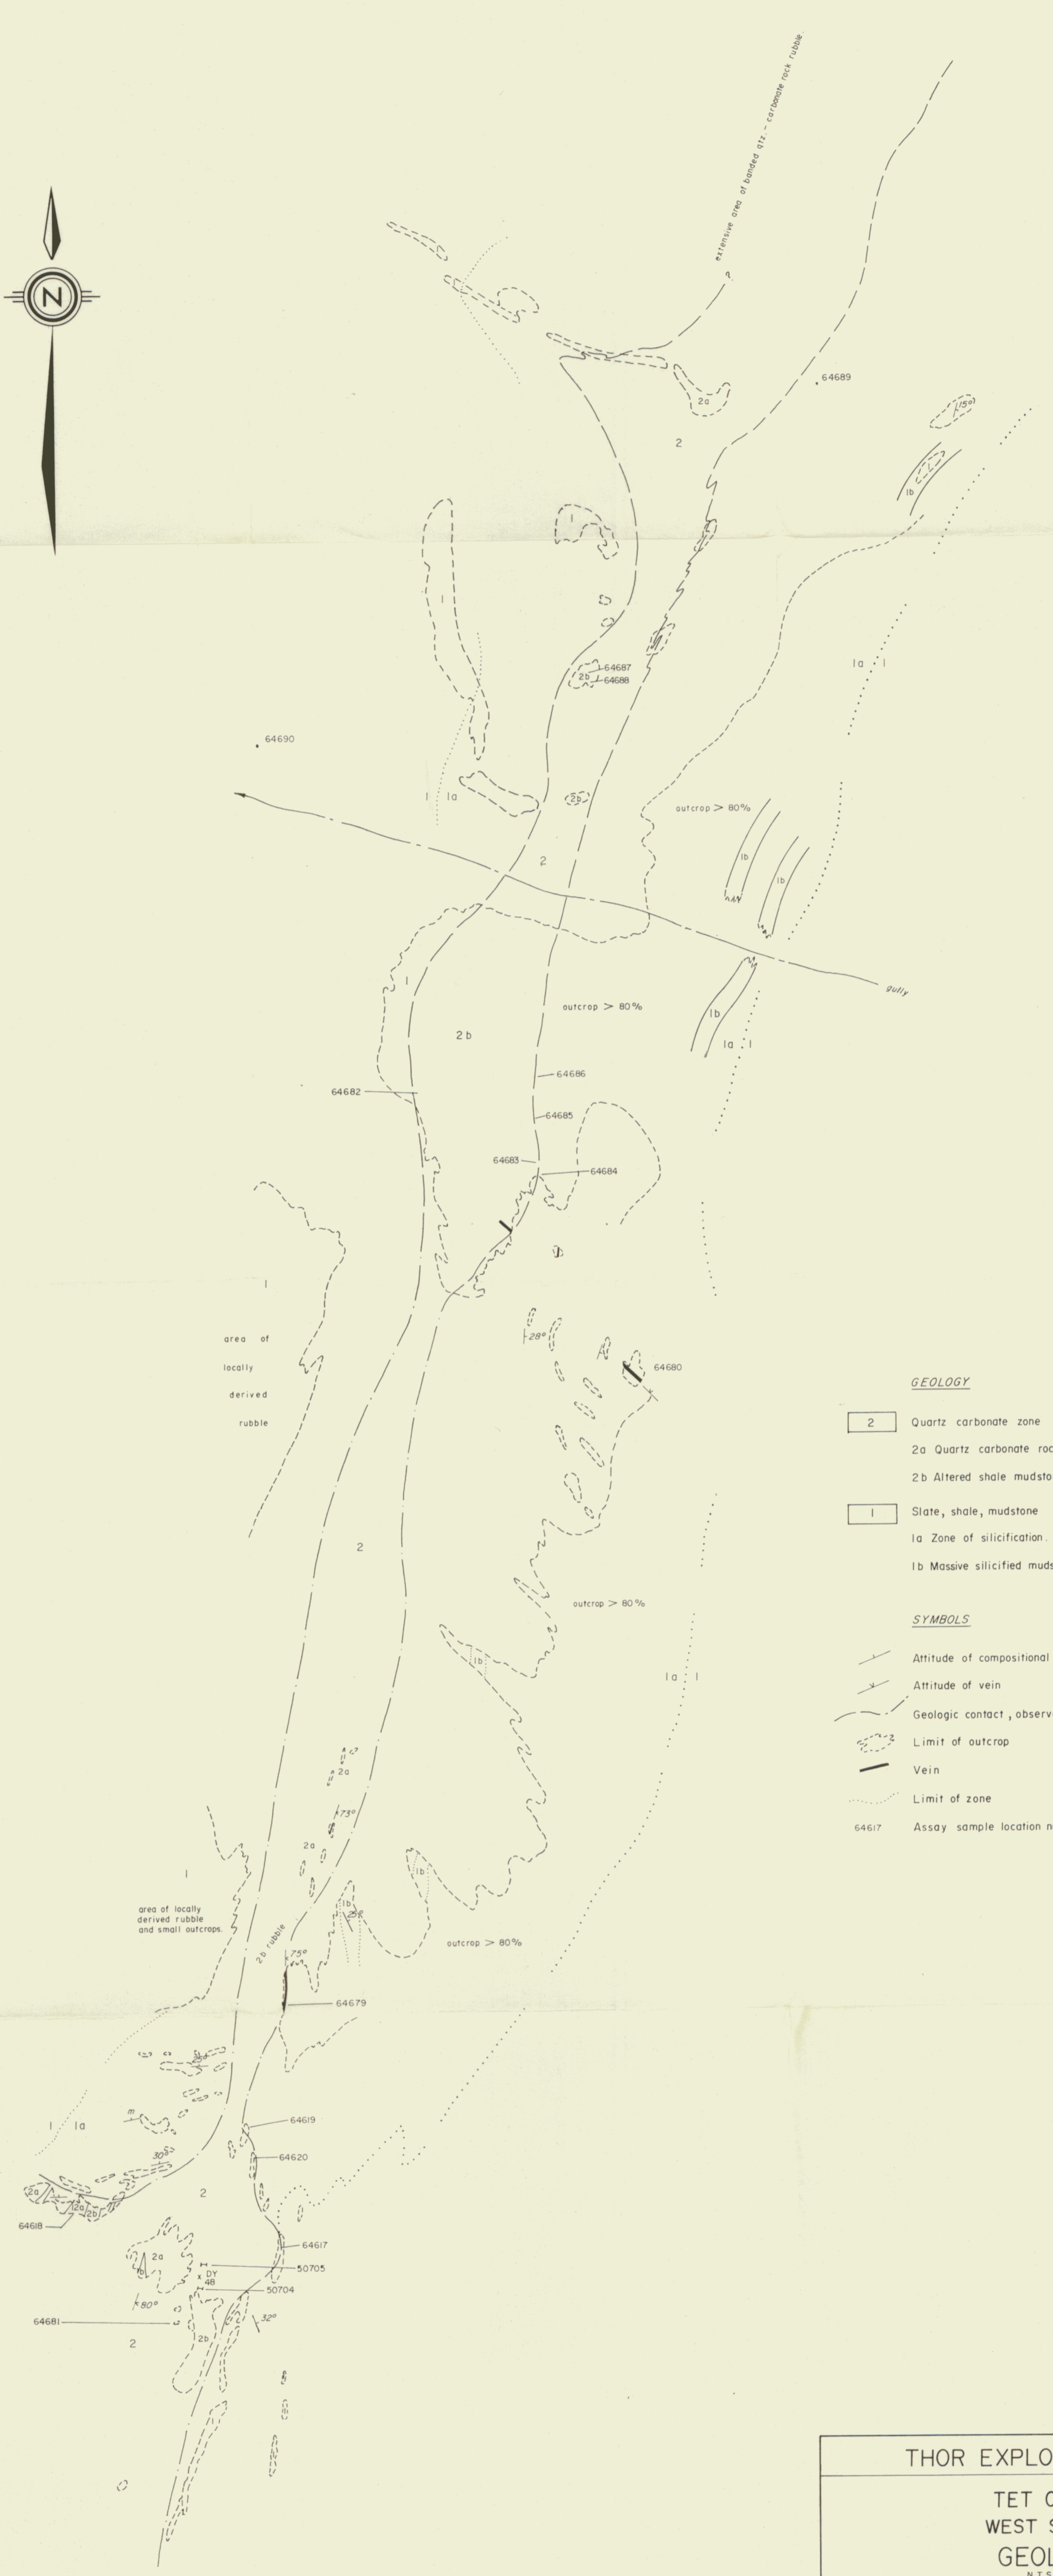 extensive area of banded qtz. - carbonate rock rubble.
N
?
64689
2a
15°
2
1b
1
1
64687
2b
64688
1a 1
64690
1 1a
2b
outcrop > 80%
1b
2
1b
gully
1
outcrop > 80%
2b
1b
1a 1
64686
64682
64685
64683
64684
1
area of
locally
derived
rubble
28°
64680
GEOLOGY
2 Quartz carbonate zone
2a Quartz carbonate roc
2b Altered shale mudsto
1 Slate, shale, mudstone
1a Zone of silicification.
1b Massive silicified muds
2
outcrop > 80%
SYMBOLS
1b
Attitude of compositional
1a 1
Attitude of vein
Geologic contact, observ
Limit of outcrop
2a
Vein
Limit of zone
73°
64617 Assay sample location n
2a
1b
1
area of locally
derived rubble
and small outcrops.
1b
2b rubble
outcrop > 80%
75°
64679
m
64619
1 1a
30°
64620
2a
2
2a
2b
64618
64617
2a
50705
DY
48
50704
80°
64681
32°
2
2b
THOR EXPLO
TET
WEST
GEOL
N.T.S